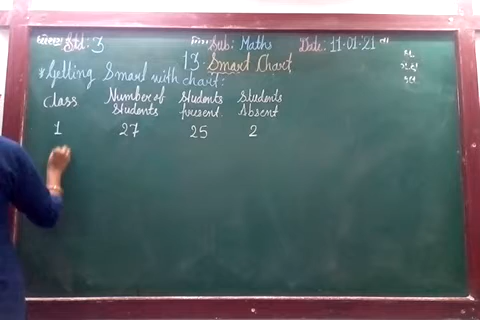 Std: 3 Sub: Maths Date: 11.01.21
13. Smart Chart
* Getting Smart with chart:
Class Number of Students Students Students
present Absent
1 27 25 2